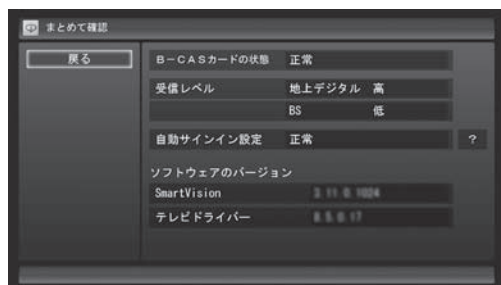 まとめて確認
戻る
B-CASカードの状態 正常
受信レベル 地上デジタル 高
BS 低
自動サインイン設定 正常 ?
ソフトウェアのバージョン
SmartVision
テレビドライバー